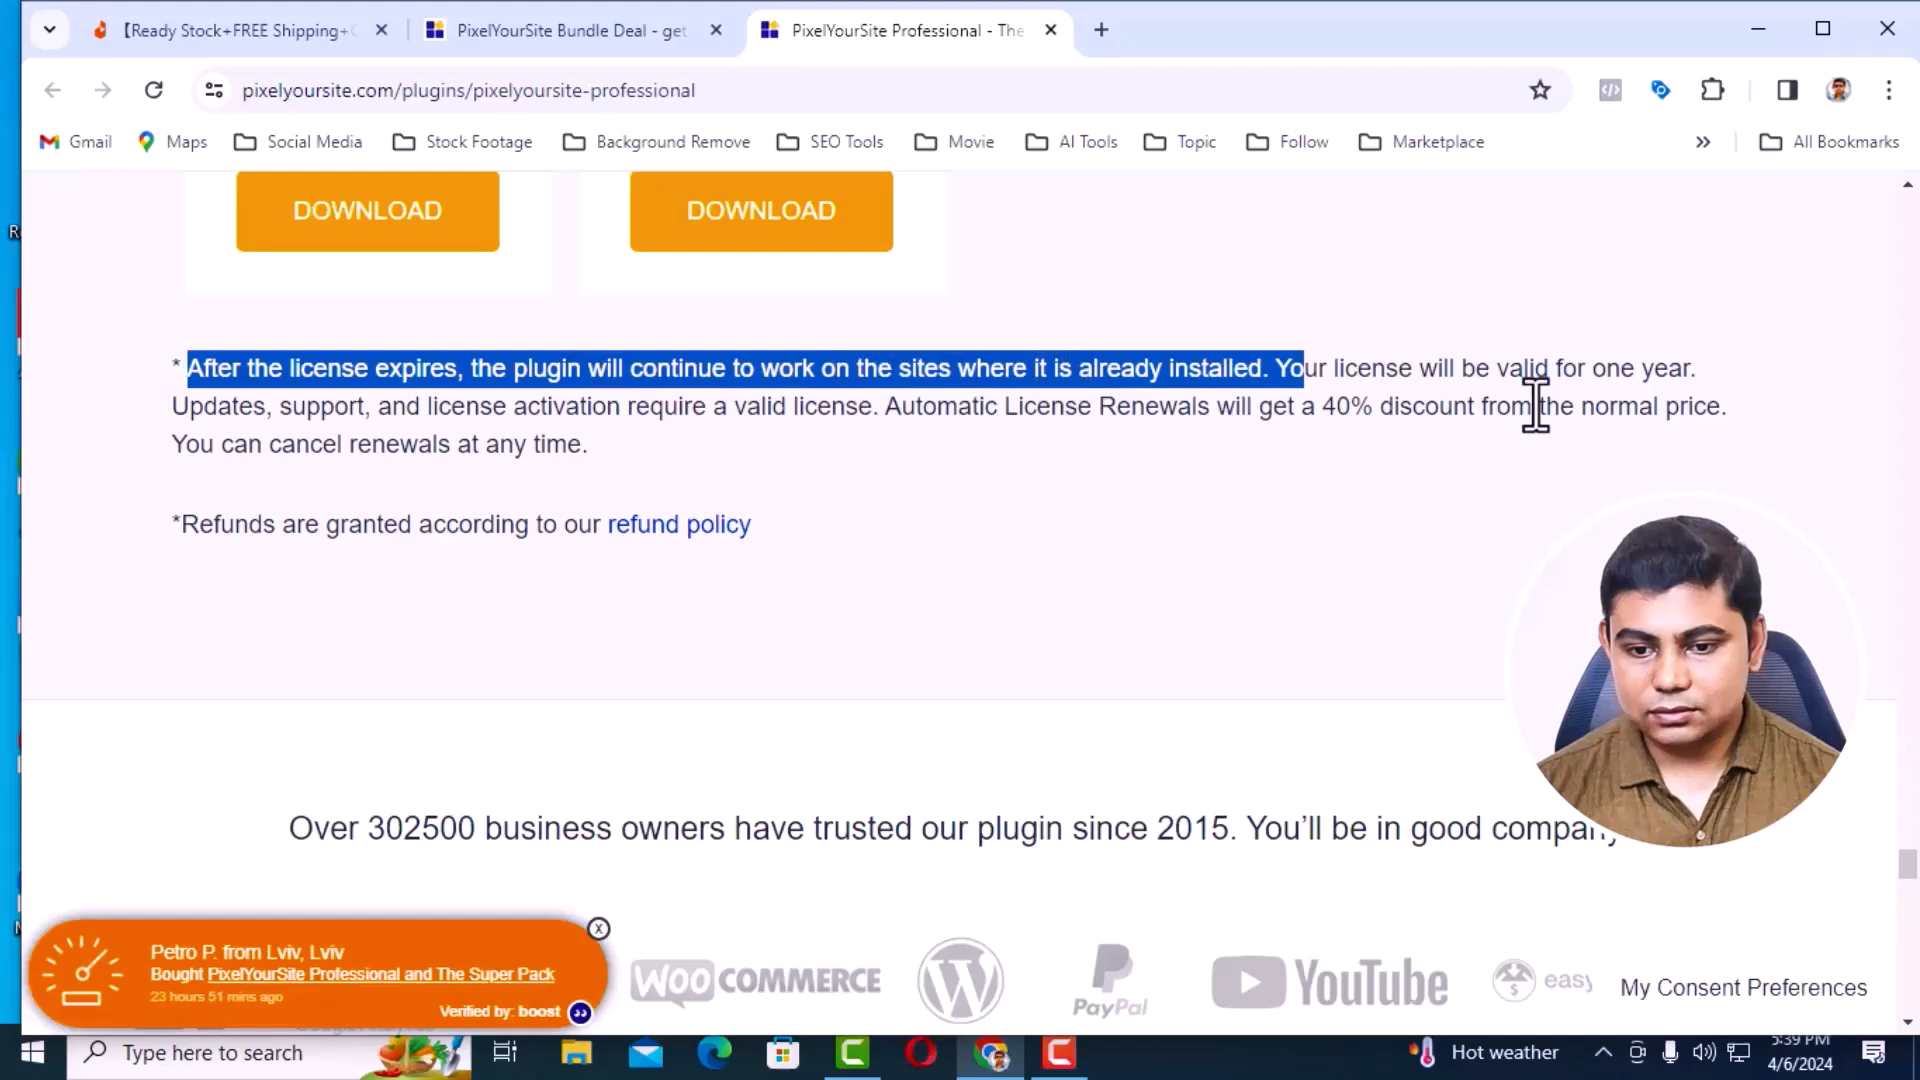 【Ready Stock+FREE Shipping+
PixelYourSite Bundle Deal - get
PixelYourSite Professional - The
pixelyoursite.com/plugins/pixelyoursite-professional
Gmail
Maps
Social Media
Stock Footage
Background Remove
SEO Tools
Movie
AI Tools
Topic
Follow
Marketplace
All Bookmarks
DOWNLOAD
DOWNLOAD
* After the license expires, the plugin will continue to work on the sites where it is already installed. Your license will be valid for one year.
Updates, support, and license activation require a valid license. Automatic License Renewals will get a 40% discount from the normal price.
You can cancel renewals at any time.
*Refunds are granted according to our refund policy
Over 302500 business owners have trusted our plugin since 2015. You'll be in good company
Petro P. from Lviv, Lviv
Bought PixelYourSite Professional and The Super Pack
23 hours 51 mins ago
Verified by: boost
X
WOO COMMERCE
PayPal
YouTube
easy
My Consent Preferences
Type here to search
Hot weather
5:39 PM
4/6/2024